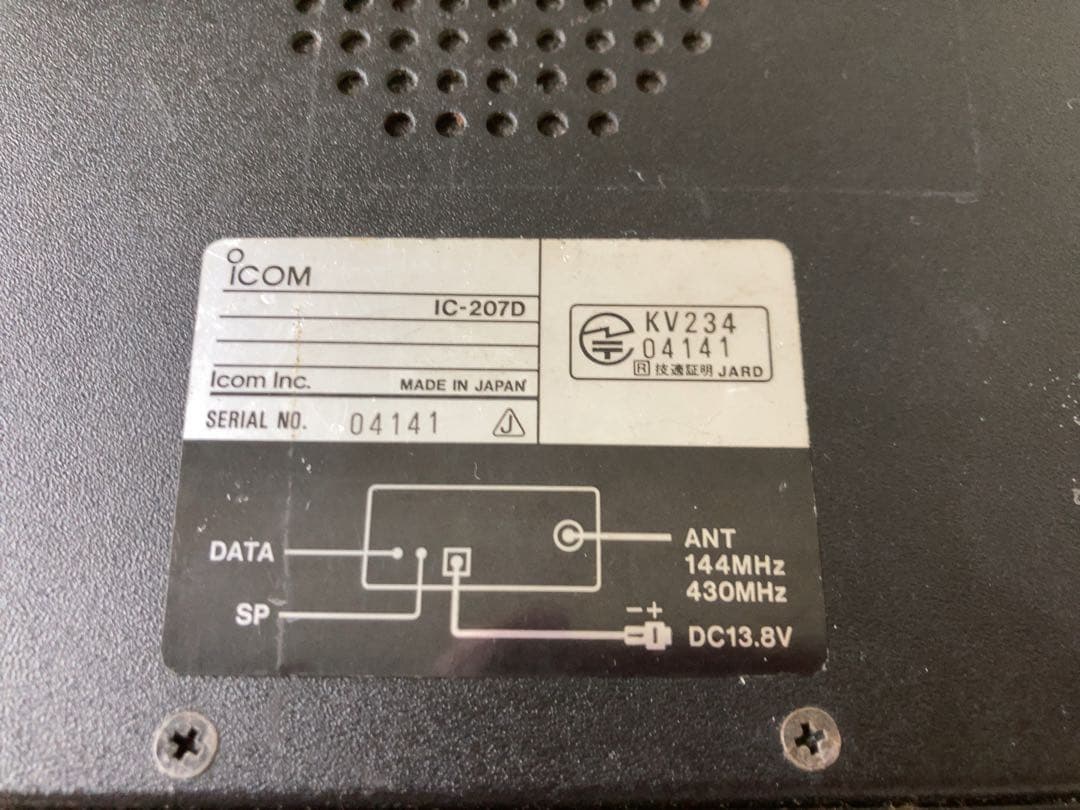 ICOM
IC-207D
Icom Inc. MADE IN JAPAN
SERIAL NO. 04141 J
KV234
04141
R 技適証明 JARD
DATA
SP
ANT
144MHz
430MHz
- +
DC13.8V